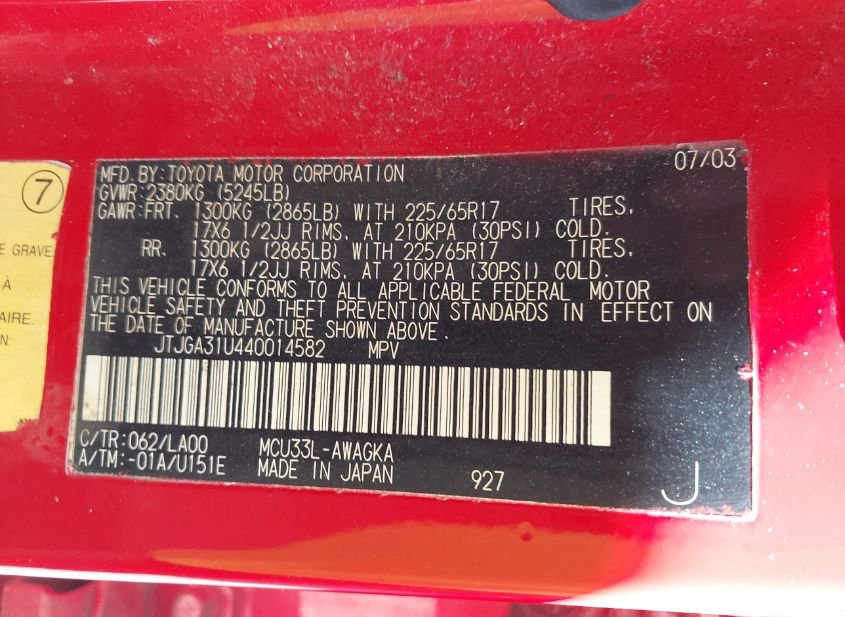 7
E GRAVE
À
AIRE.
N:
MFD. BY: TOYOTA MOTOR CORPORATION 07/03
GVWR: 2380KG (5245LB)
GAWR: FRT. 1300KG (2865LB) WITH 225/65R17 TIRES,
17X6 1/2JJ RIMS, AT 210KPA (30PSI) COLD.
RR. 1300KG (2865LB) WITH 225/65R17 TIRES,
17X6 1/2JJ RIMS, AT 210KPA (30PSI) COLD.
THIS VEHICLE CONFORMS TO ALL APPLICABLE FEDERAL MOTOR
VEHICLE SAFETY AND THEFT PREVENTION STANDARDS IN EFFECT ON
THE DATE OF MANUFACTURE SHOWN ABOVE.
JTJGA31U440014582 MPV
C/TR: 062/LA00 MCU33L-AWAGKA
A/TM: -01A/U151E MADE IN JAPAN 927 J